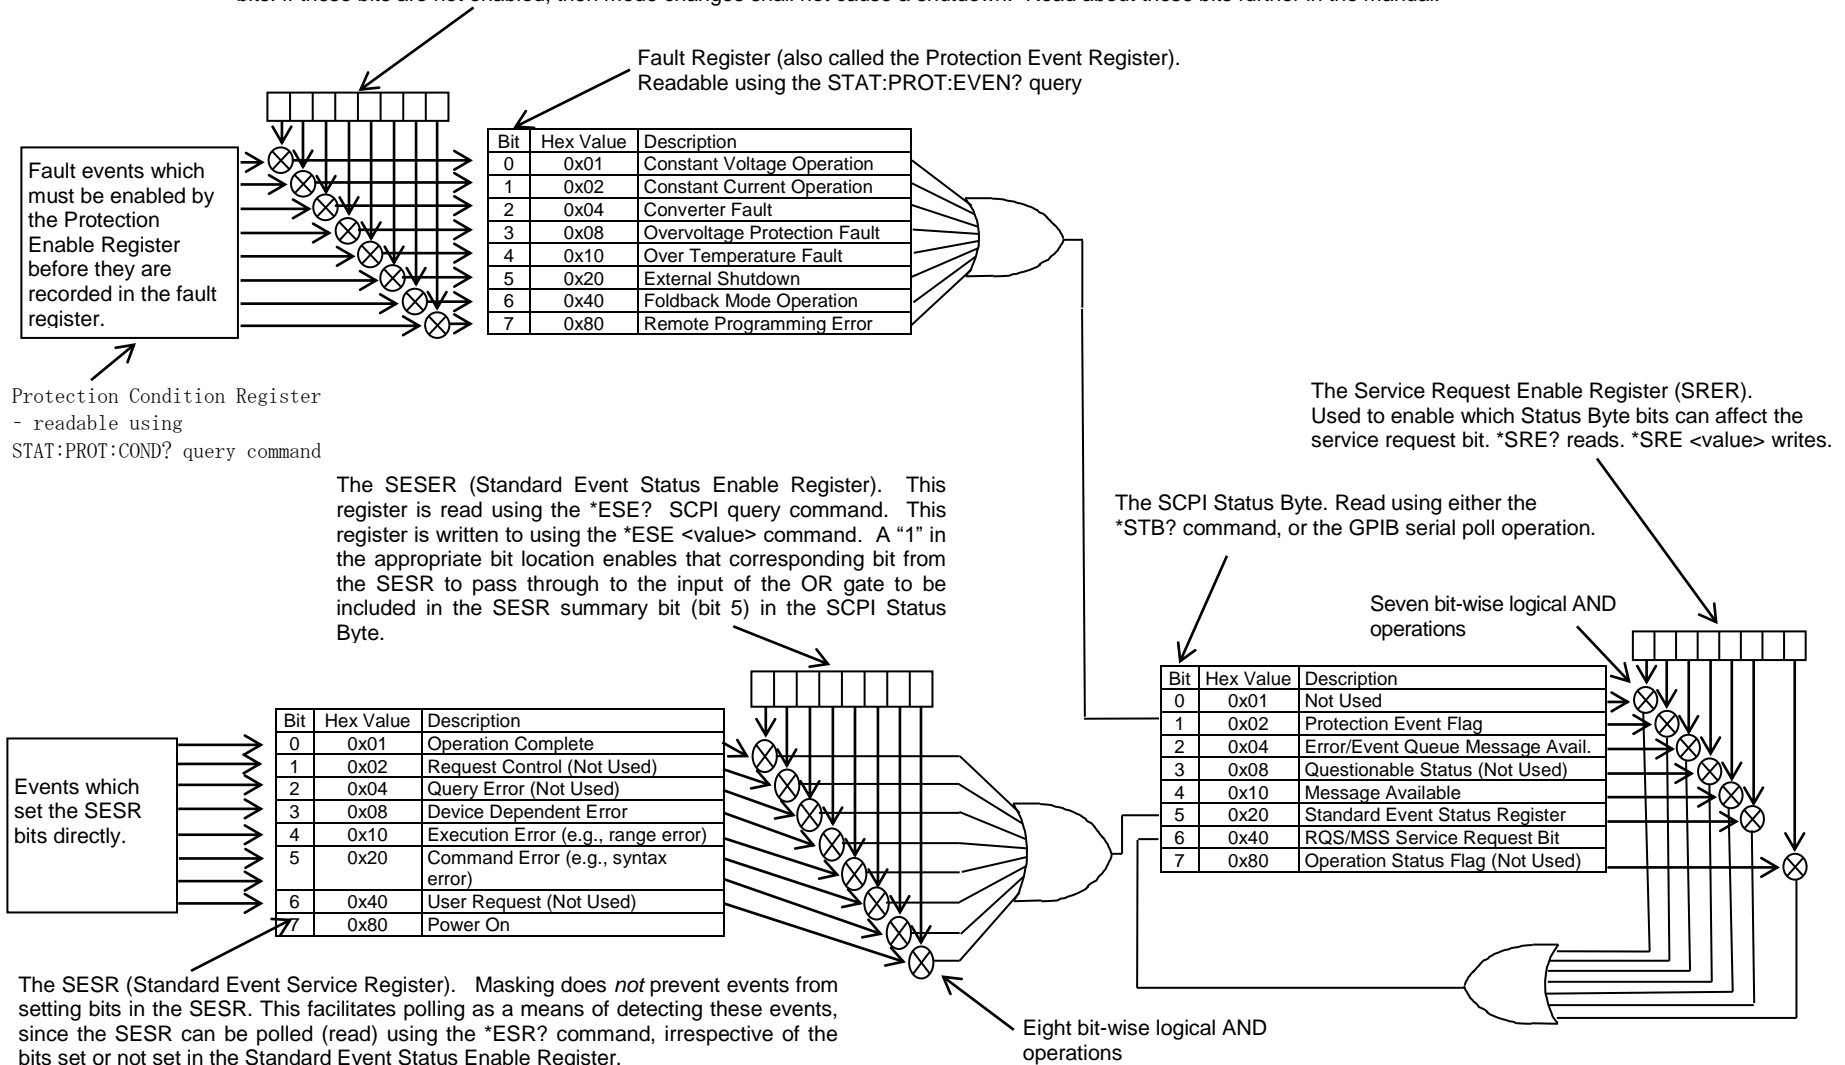 bits. If these bits are not enabled, then mode changes shall not cause a shutdown. Read about these bits further in the manual.
Fault Register (also called the Protection Event Register).
Readable using the STAT:PROT:EVEN? query
Fault events which
must be enabled by
the Protection
Enable Register
before they are
recorded in the fault
register.
Bit Hex Value Description
0 0x01 Constant Voltage Operation
1 0x02 Constant Current Operation
2 0x04 Converter Fault
3 0x08 Overvoltage Protection Fault
4 0x10 Over Temperature Fault
5 0x20 External Shutdown
6 0x40 Foldback Mode Operation
7 0x80 Remote Programming Error
Protection Condition Register
- readable using
STAT:PROT:COND? query command
The Service Request Enable Register (SRER).
Used to enable which Status Byte bits can affect the
service request bit. *SRE? reads. *SRE <value> writes.
The SESER (Standard Event Status Enable Register). This
register is read using the *ESE? SCPI query command. This
register is written to using the *ESE <value> command. A “1” in
the appropriate bit location enables that corresponding bit from
the SESR to pass through to the input of the OR gate to be
included in the SESR summary bit (bit 5) in the SCPI Status
Byte.
The SCPI Status Byte. Read using either the
*STB? command, or the GPIB serial poll operation.
Seven bit-wise logical AND
operations
Bit Hex Value Description
0 0x01 Not Used
1 0x02 Protection Event Flag
2 0x04 Error/Event Queue Message Avail.
3 0x08 Questionable Status (Not Used)
4 0x10 Message Available
5 0x20 Standard Event Status Register
6 0x40 RQS/MSS Service Request Bit
7 0x80 Operation Status Flag (Not Used)
Events which
set the SESR
bits directly.
Bit Hex Value Description
0 0x01 Operation Complete
1 0x02 Request Control (Not Used)
2 0x04 Query Error (Not Used)
3 0x08 Device Dependent Error
4 0x10 Execution Error (e.g., range error)
5 0x20 Command Error (e.g., syntax
error)
6 0x40 User Request (Not Used)
7 0x80 Power On
The SESR (Standard Event Service Register). Masking does not prevent events from
setting bits in the SESR. This facilitates polling as a means of detecting these events,
since the SESR can be polled (read) using the *ESR? command, irrespective of the
bits set or not set in the Standard Event Status Enable Register.
Eight bit-wise logical AND
operations